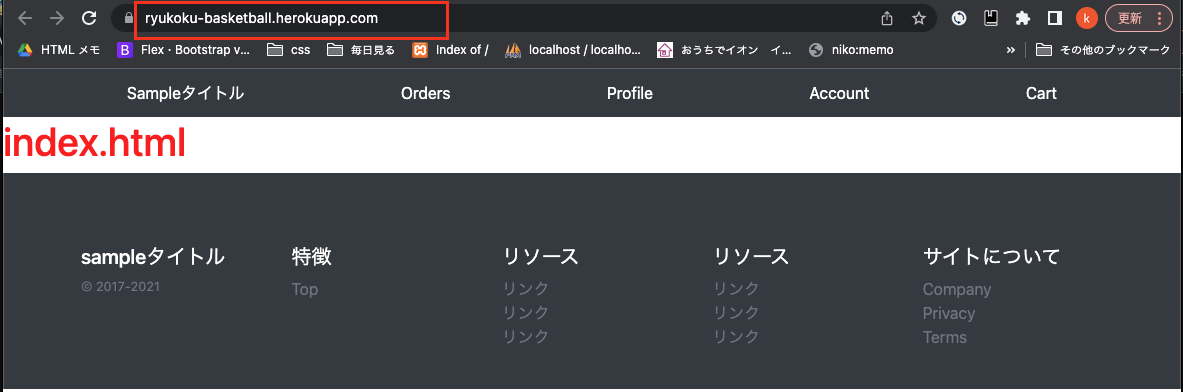 ryukoku-basketball.herokuapp.com
k
更新
HTML メモ
B
Flex · Bootstrap v...
css
毎日見る
Index of /
localhost / localho...
おうちでイオン イ...
niko:memo
»
その他のブックマーク
Sampleタイトル
Orders
Profile
Account
Cart
index.html
sampleタイトル
© 2017-2021
特徴
Top
リソース
リンク
リンク
リンク
リソース
リンク
リンク
リンク
サイトについて
Company
Privacy
Terms